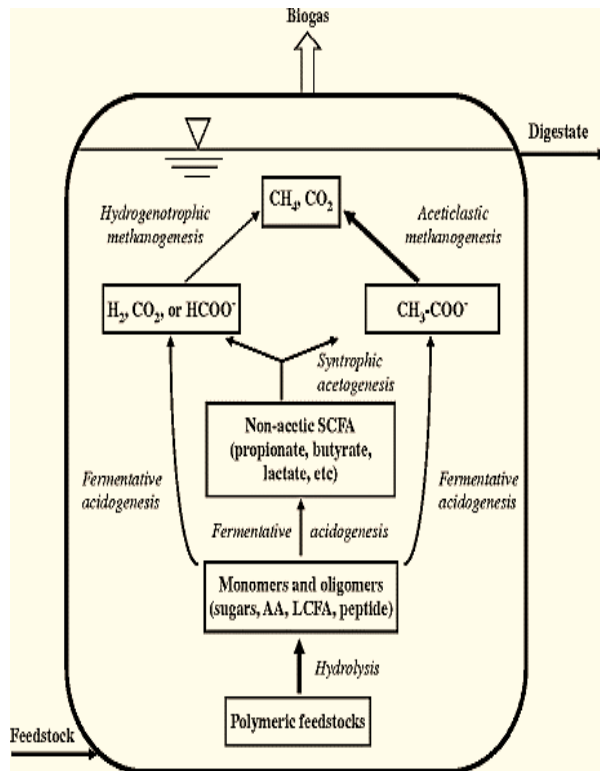 Biogas
Digestate
CH₄, CO₂
Hydrogenotrophic
methanogenesis
Aceticlastic
methanogenesis
H₂, CO₂, or HCOO⁻
CH₃-COO⁻
Syntrophic
acetogenesis
Non-acetic SCFA
(propionate, butyrate,
lactate, etc)
Fermentative
acidogenesis
Fermentative
acidogenesis
Fermentative acidogenesis
Monomers and oligomers
(sugars, AA, LCFA, peptide)
Hydrolysis
Polymeric feedstocks
Feedstock